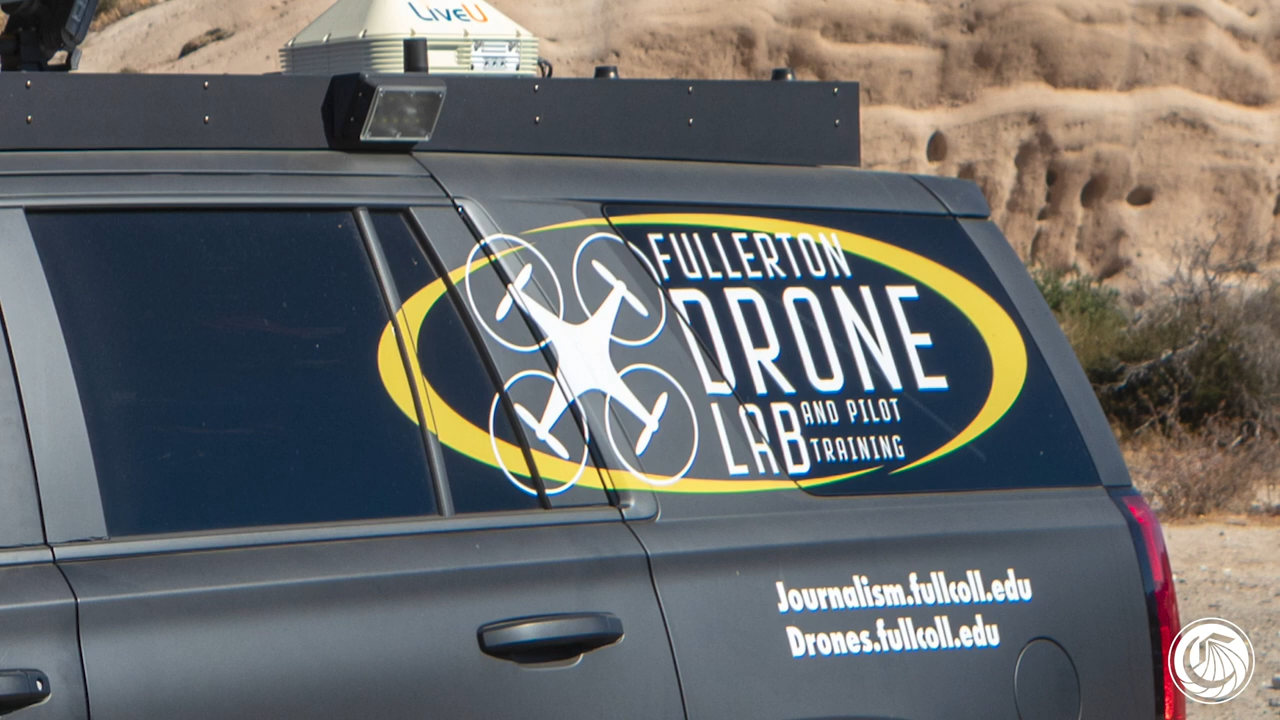 LiveU
FULLERTON
DRONE
LAB AND PILOT
TRAINING
Journalism.fullcoll.edu
Drones.fullcoll.edu